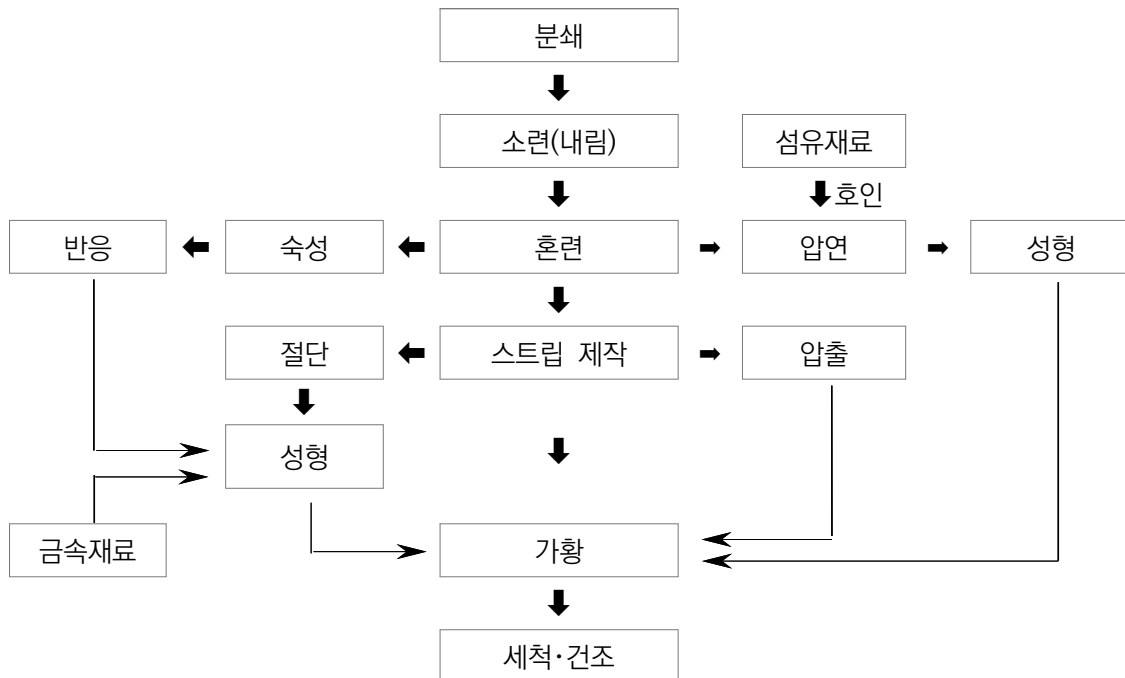 분쇄
소련(내림)
섬유재료
호인
반응
숙성
혼련
압연
성형
절단
스트립 제작
압출
성형
금속재료
가황
세척·건조